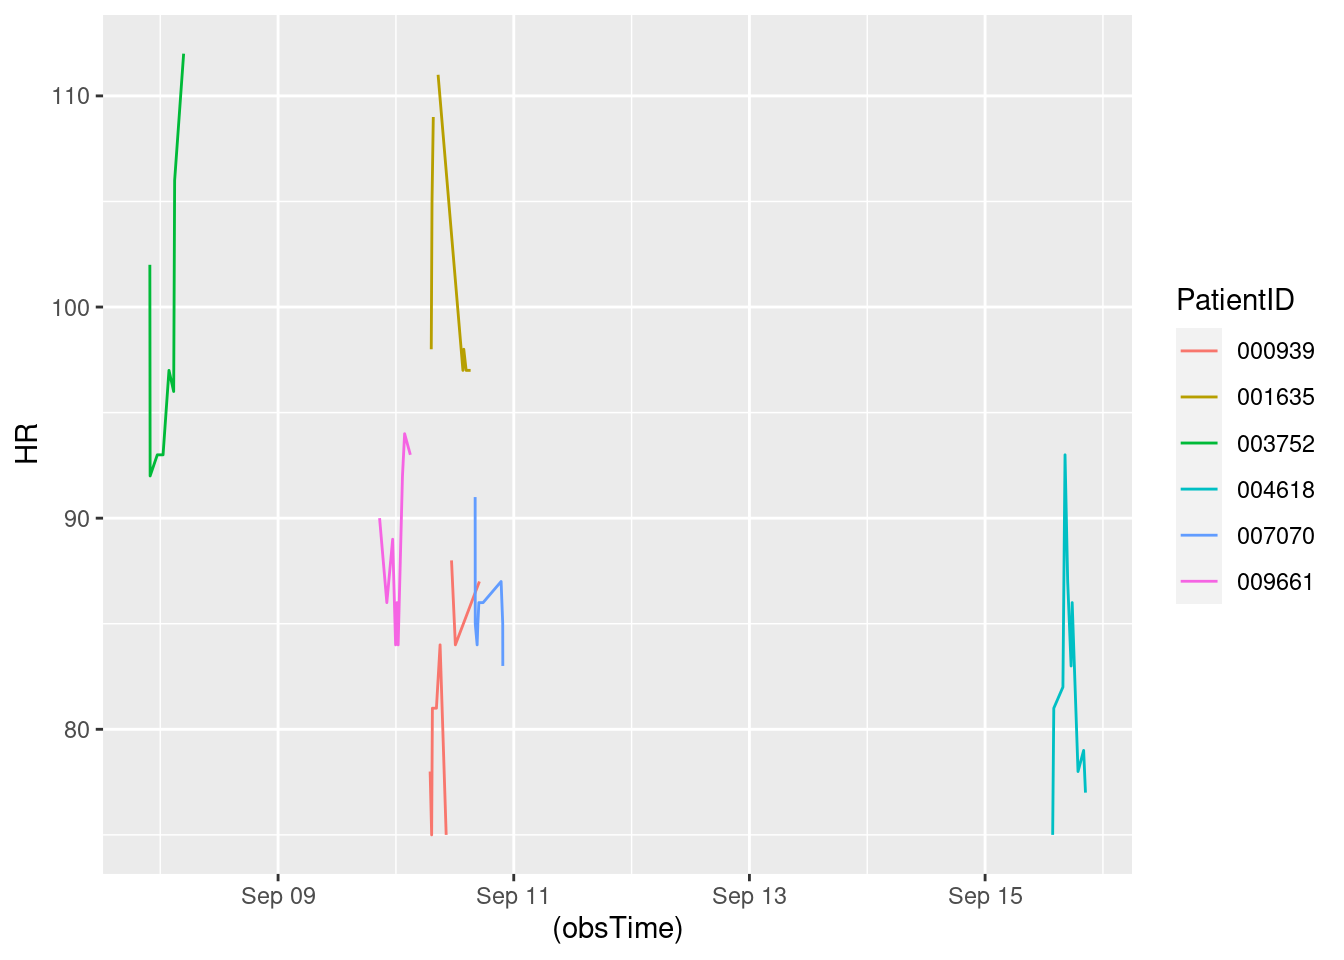 110
100
90
80
HR
Sep 09
Sep 11
Sep 13
Sep 15
(obsTime)
PatientID
000939
001635
003752
004618
007070
009661